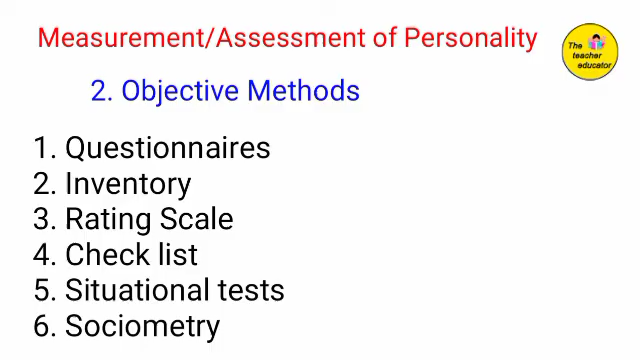 Measurement/Assessment of Personality
The
teacher
educator
2. Objective Methods
1. Questionnaires
2. Inventory
3. Rating Scale
4. Check list
5. Situational tests
6. Sociometry